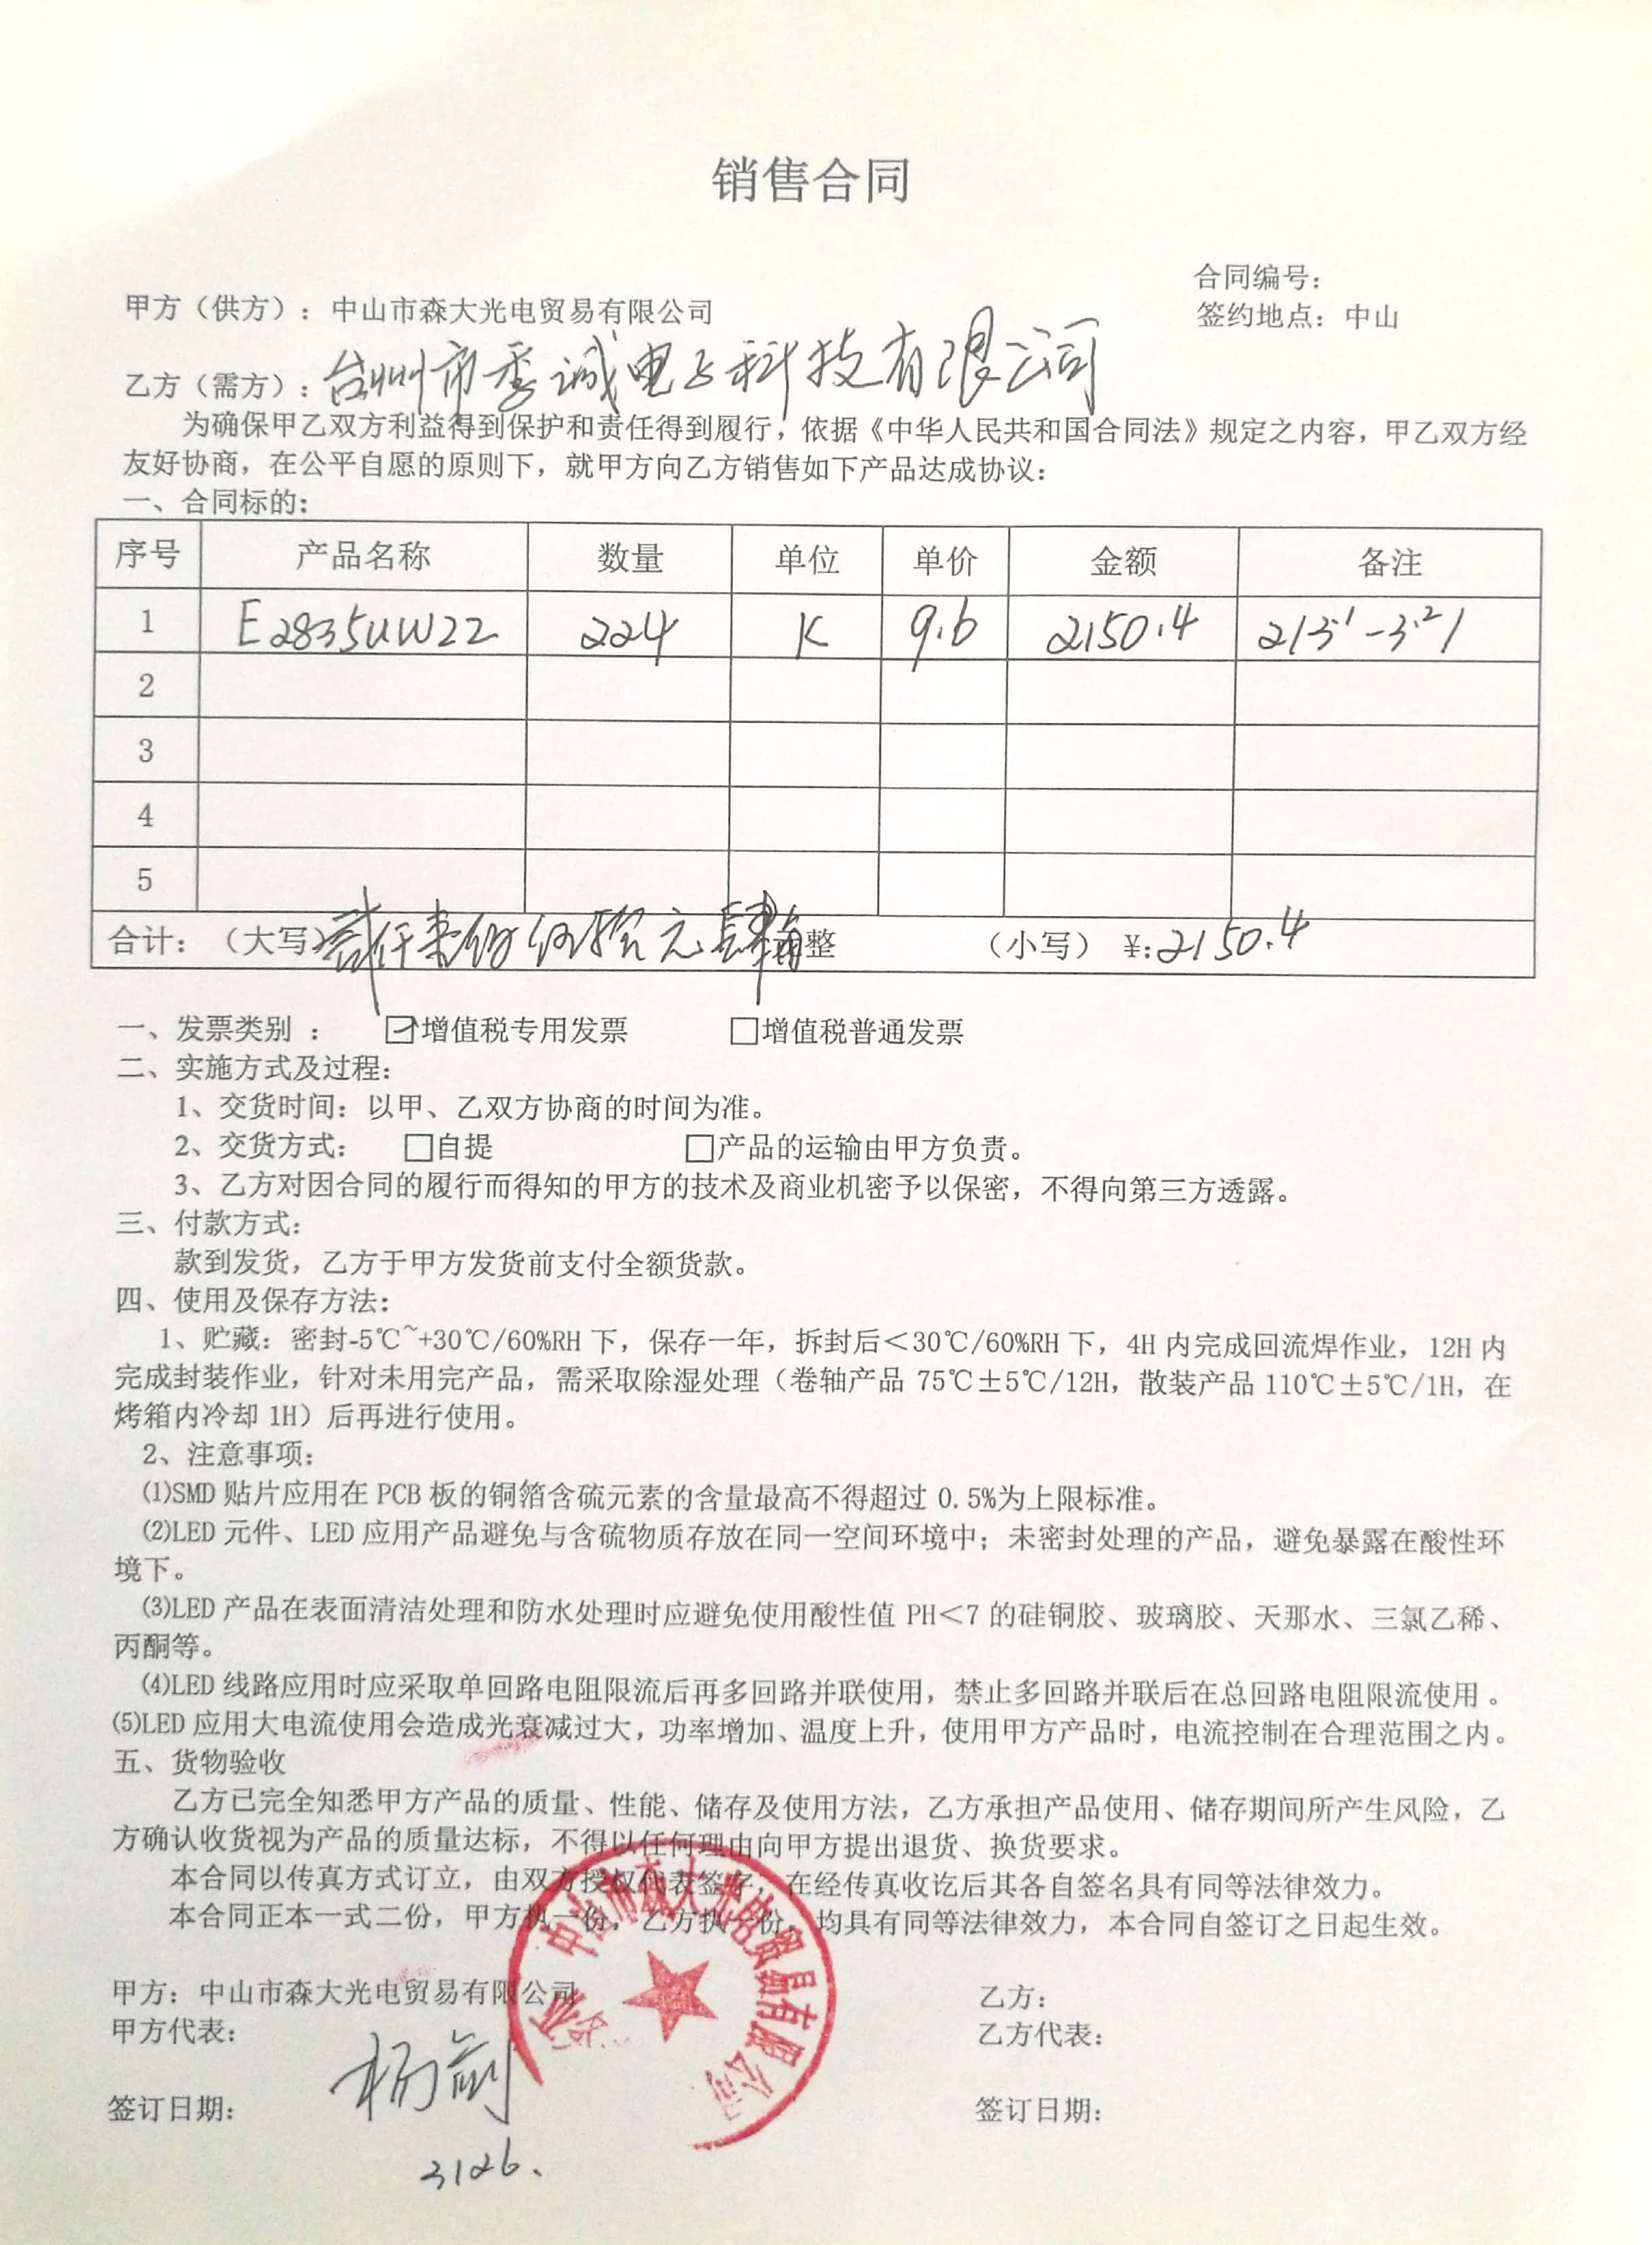 销售合同
合同编号：
甲方（供方）：中山市森大光电贸易有限公司
签约地点：中山
乙方（需方）：台州市季诚电子科技有限公司
为确保甲乙双方利益得到保护和责任得到履行，依据《中华人民共和国合同法》规定之内容，甲乙双方经
友好协商，在公平自愿的原则下，就甲方向乙方销售如下产品达成协议：
一、合同标的：
序号 产品名称 数量 单位 单价 金额 备注
1 E2835UW22 224 K 9.6 2150.4 213.1-3.21
2
3
4
5
合计：（大写）贰仟壹佰伍拾元肆角整 （小写）¥:2150.4
一、发票类别 ： ☑增值税专用发票 □增值税普通发票
二、实施方式及过程：
1、交货时间：以甲、乙双方协商的时间为准。
2、交货方式： □自提 □产品的运输由甲方负责。
3、乙方对因合同的履行而得知的甲方的技术及商业机密予以保密，不得向第三方透露。
三、付款方式：
款到发货，乙方于甲方发货前支付全额货款。
四、使用及保存方法：
1、贮藏：密封-5℃~+30℃/60%RH 下，保存一年，拆封后＜30℃/60%RH 下，4H 内完成回流焊作业，12H 内
完成封装作业，针对未用完产品，需采取除湿处理（卷轴产品 75℃±5℃/12H，散装产品 110℃±5℃/1H，在
烤箱内冷却 1H）后再进行使用。
2、注意事项：
⑴SMD 贴片应用在 PCB 板的铜箔含硫元素的含量最高不得超过 0.5%为上限标准。
⑵LED 元件、LED 应用产品避免与含硫物质存放在同一空间环境中；未密封处理的产品，避免暴露在酸性环
境下。
⑶LED 产品在表面清洁处理和防水处理时应避免使用酸性值 PH＜7 的硅铜胶、玻璃胶、天那水、三氯乙稀、
丙酮等。
⑷LED 线路应用时应采取单回路电阻限流后再多回路并联使用，禁止多回路并联后在总回路电阻限流使用 。
⑸LED 应用大电流使用会造成光衰减过大，功率增加、温度上升，使用甲方产品时，电流控制在合理范围之内。
五、货物验收
乙方已完全知悉甲方产品的质量、性能、储存及使用方法，乙方承担产品使用、储存期间所产生风险，乙
方确认收货视为产品的质量达标，不得以任何理由向甲方提出退货、换货要求。
本合同以传真方式订立，由双方授权代表签字，在经传真收讫后其各自签名具有同等法律效力。
本合同正本一式二份，甲方执一份，乙方执一份，均具有同等法律效力，本合同自签订之日起生效。
中山市森大光电贸易有限公司
甲方：中山市森大光电贸易有限公司
乙方：
甲方代表：杨剑
乙方代表：
签订日期：
签订日期：